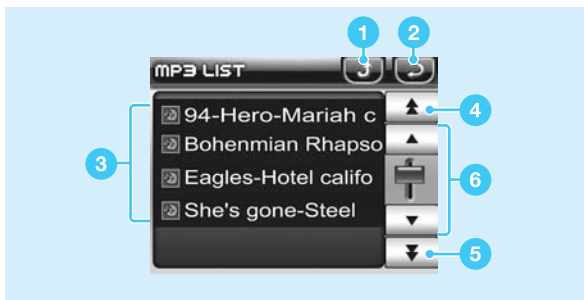 1 2
MP3 LIST
94-Hero-Mariah c
Bohenmian Rhapso
Eagles-Hotel califo
She's gone-Steel
3
4
6
5